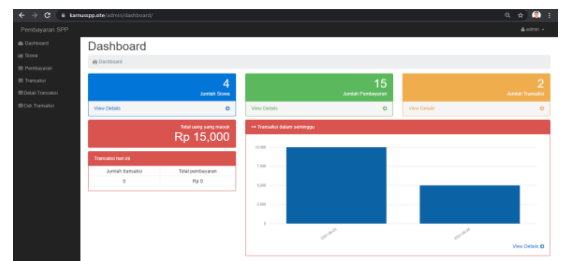 kamusspp.site/admin/dashboard/
Pembayaran SPP
admin
Dashboard
Siswa
Pembayaran
Transaksi
Detail Transaksi
Dashboard
Dashboard
4
Jumlah Siswa
View Details
15
Jumlah Pembayaran
View Details
2
Jumlah Transaksi
View Details
Total uang yang masuk
Rp 15,000
Transaksi hari ini
Jumlah transaksi Total pembayaran
0 Rp 0
Transaksi dalam seminggu
10,000
7,500
5,000
2,500
0
View Details